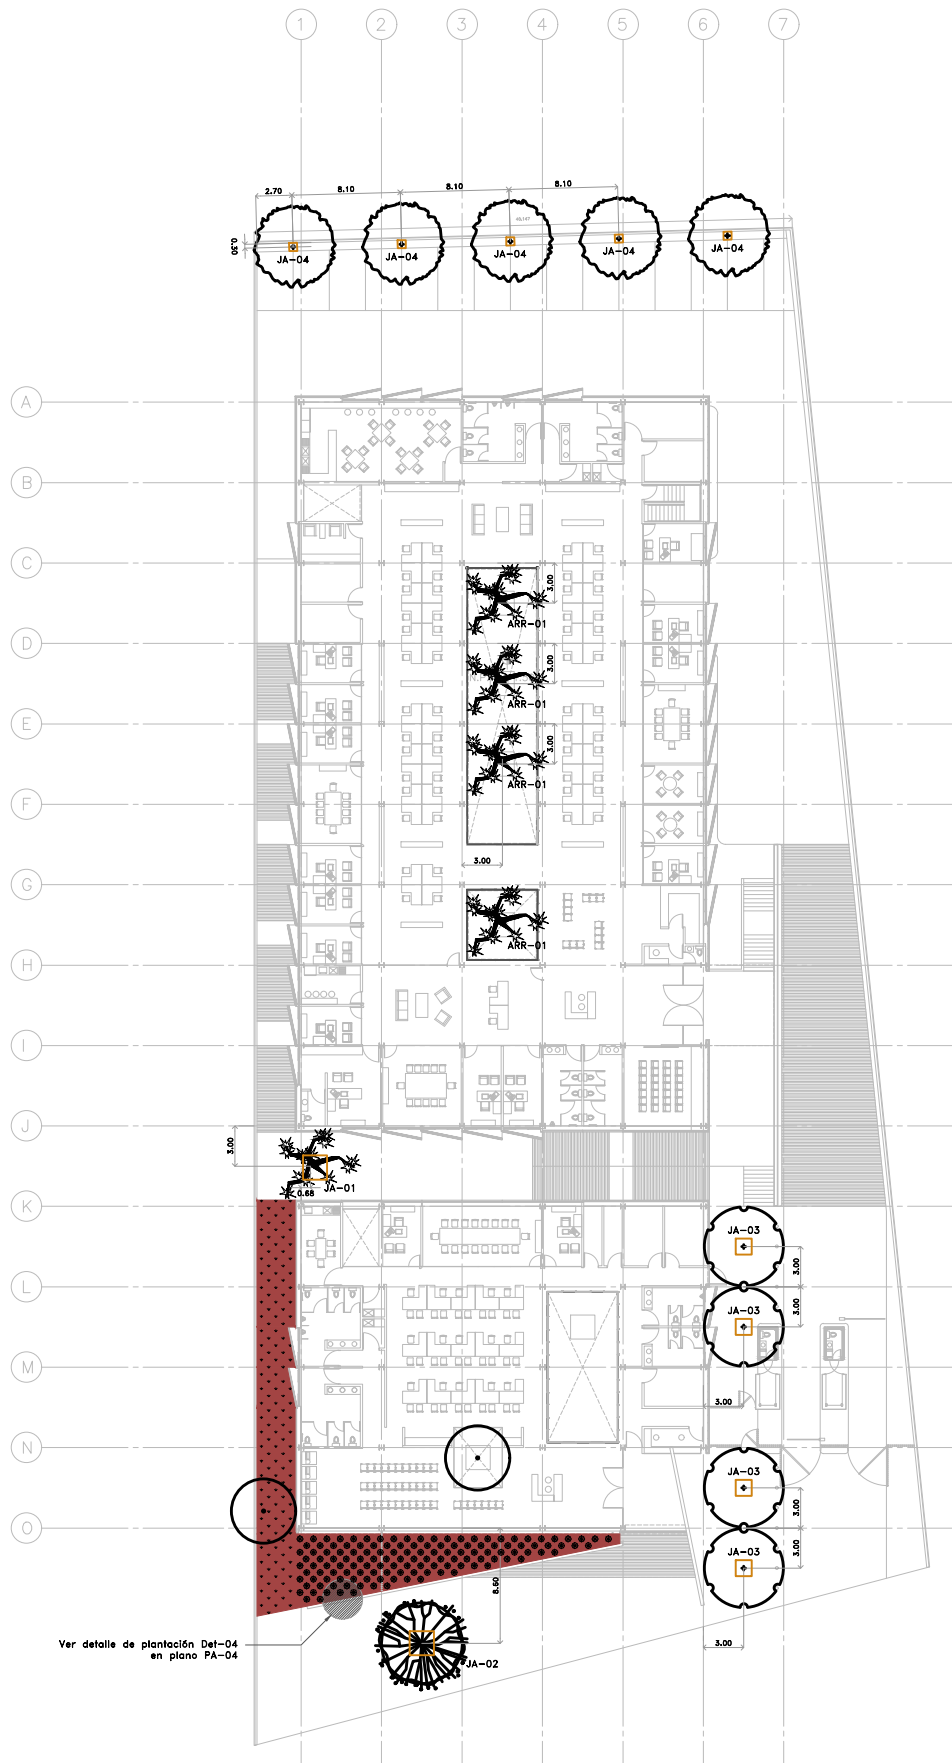 1 2 3 4 5 6 7
2.70 8.10 8.10 8.10
0.30
JA-04 JA-04 JA-04 JA-04 JA-04
A
B
C
3.00
ARR-01
D
3.00
ARR-01
E
3.00
ARR-01
F
3.00
G
ARR-01
H
I
J
3.00
JA-01
0.68
K
JA-03
3.00
L
JA-03
3.00
M
3.00
N
JA-03
3.00
O
JA-03
3.00
8.60
3.00
Ver detalle de plantación Det-04
en plano PA-04
JA-02